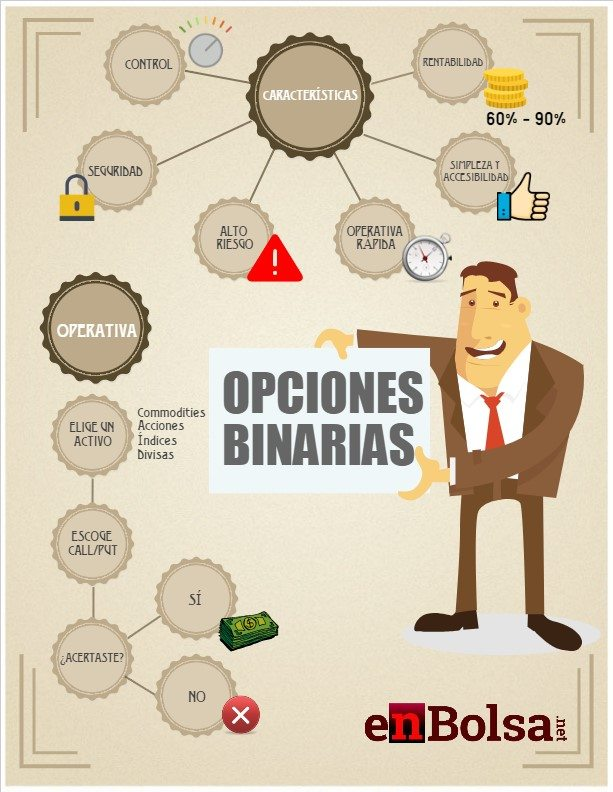 CONTROL
CARACTERÍSTICAS
RENTABILIDAD
60% - 90%
SEGURIDAD
SIMPLEZA Y
ACCESIBILIDAD
ALTO
RIESGO
OPERATIVA
RÁPIDA
OPERATIVA
OPCIONES
BINARIAS
ELIGE UN
ACTIVO
Commodities
Acciones
Índices
Divisas
ESCOGE
CALL/PUT
¿ACERTASTE?
SÍ
NO
enBolsa.net